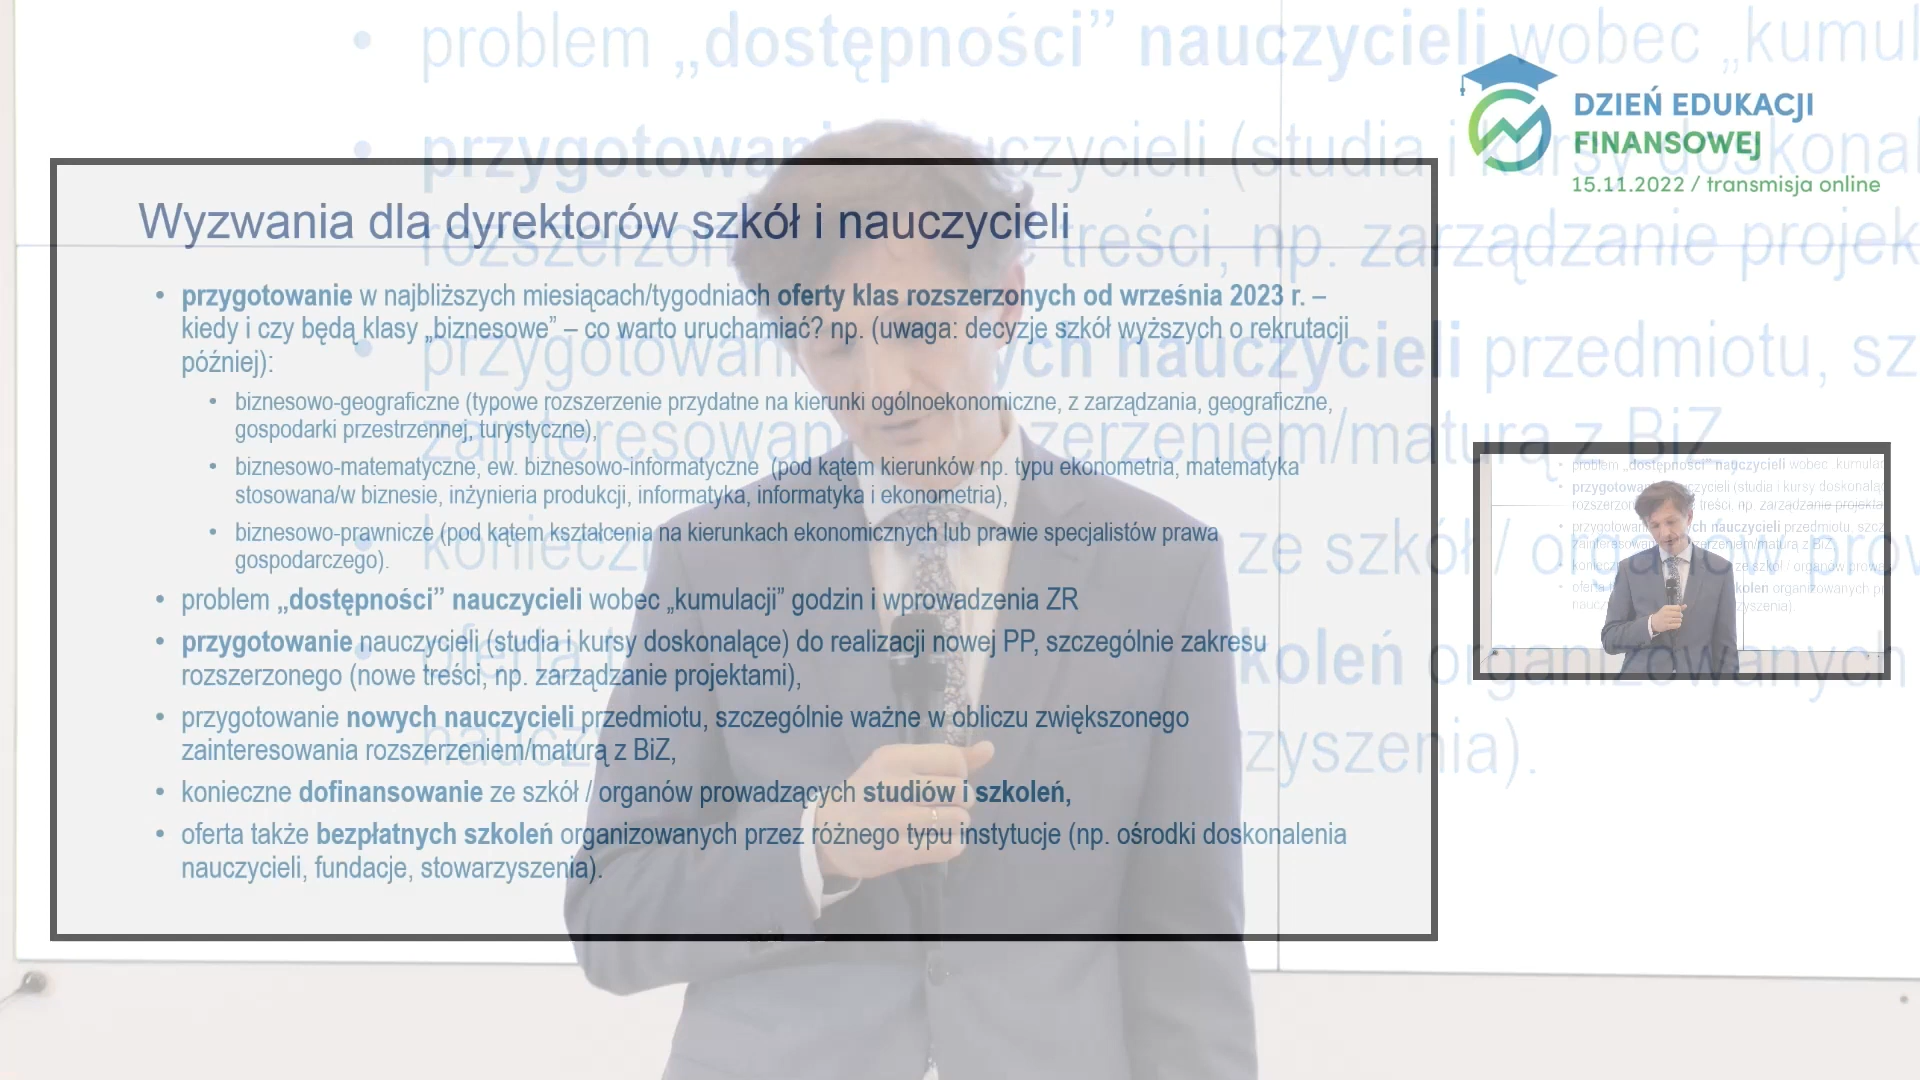 DZIEŃ EDUKACJI
FINANSOWEJ
15.11.2022 / transmisja online
Wyzwania dla dyrektorów szkół i nauczycieli
• przygotowanie w najbliższych miesiącach/tygodniach oferty klas rozszerzonych od września 2023 r. –
kiedy i czy będą klasy „biznesowe” – co warto uruchamiać? np. (uwaga: decyzje szkół wyższych o rekrutacji
później):
• biznesowo-geograficzne (typowe rozszerzenie przydatne na kierunki ogólnoekonomiczne, z zarządzania, geograficzne,
gospodarki przestrzennej, turystyczne),
• biznesowo-matematyczne, ew. biznesowo-informatyczne (pod kątem kierunków np. typu ekonometria, matematyka
stosowana/w biznesie, inżynieria produkcji, informatyka, informatyka i ekonometria),
• biznesowo-prawnicze (pod kątem kształcenia na kierunkach ekonomicznych lub prawie specjalistów prawa
gospodarczego).
• problem „dostępności” nauczycieli wobec „kumulacji” godzin i wprowadzenia ZR
• przygotowanie nauczycieli (studia i kursy doskonalące) do realizacji nowej PP, szczególnie zakresu
rozszerzonego (nowe treści, np. zarządzanie projektami),
• przygotowanie nowych nauczycieli przedmiotu, szczególnie ważne w obliczu zwiększonego
zainteresowania rozszerzeniem/maturą z BiZ,
• konieczne dofinansowanie ze szkół / organów prowadzących studiów i szkoleń,
• oferta także bezpłatnych szkoleń organizowanych przez różnego typu instytucje (np. ośrodki doskonalenia
nauczycieli, fundacje, stowarzyszenia).